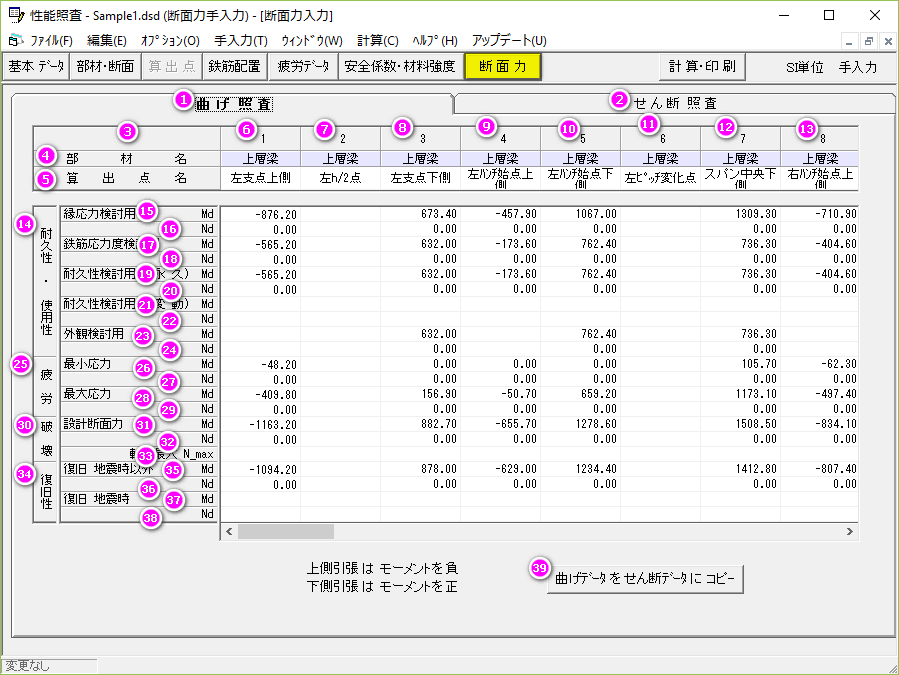 性能照査 - Sample1.dsd (断面力手入力) - [断面力入力]
ﾌｧｲﾙ(F) 編集(E) ｵﾌﾟｼｮﾝ(O) 手入力(T) ｳｨﾝﾄﾞｳ(W) 計算(C) ﾍﾙﾌﾟ(H) アップデート(U)
基本 ﾃﾞｰﾀ 部材･断面 算 出 点 鉄筋配置 疲労ﾃﾞｰﾀ 安全係数･材料強度 断 面 力 計 算･印 刷 SI単位 手入力
1 曲げ 照査 2 せん断 照査
3 6 1 7 2 8 3 9 4 10 5 11 6 12 7 13 8
4 部 材 名 上層梁 上層梁 上層梁 上層梁 上層梁 上層梁 上層梁 上層梁
5 算 出 点 名 左支点上側 左h/2点 左支点下側 左ﾊﾝﾁ始点上側 左ﾊﾝﾁ始点下側 左ﾋﾟｯﾁ変化点 スパン中央下側 右ﾊﾝﾁ始点上側
14 耐久性・使用性
縁応力検討用 15 Md -876.20 673.40 -457.90 1067.00 1309.30 -710.90
16 Nd 0.00 0.00 0.00 0.00 0.00 0.00
鉄筋応力度検 17 Md -565.20 632.00 -173.60 762.40 736.30 -404.60
18 Nd 0.00 0.00 0.00 0.00 0.00 0.00
耐久性検討用 19 久) Md -565.20 632.00 -173.60 762.40 736.30 -404.60
20 Nd 0.00 0.00 0.00 0.00 0.00 0.00
耐久性検討用 21 変 動) Md
22 Nd
外観検討用 23 Md 632.00 762.40 736.30
24 Nd 0.00 0.00 0.00
25 疲 労
最小応力 26 Md -48.20 0.00 0.00 0.00 105.70 -62.30
27 Nd 0.00 0.00 0.00 0.00 0.00 0.00
最大応力 28 Md -409.80 156.90 -50.70 659.20 1173.10 -497.40
29 Nd 0.00 0.00 0.00 0.00 0.00 0.00
30 破 壊
設計断面力 31 Md -1163.20 882.70 -655.70 1278.60 1508.50 -834.10
32 Nd 0.00 0.00 0.00 0.00 0.00 0.00
33 N_max
34 復旧性
復旧 地震時以外 35 Md -1094.20 878.00 -629.00 1234.40 1412.80 -807.40
36 Nd 0.00 0.00 0.00 0.00 0.00 0.00
復旧 地震時 37 Md
38 Nd
上側引張は モーメントを負
下側引張は モーメントを正
39 曲げﾃﾞｰﾀを せん断ﾃﾞｰﾀに ｺﾋﾟｰ
変更なし